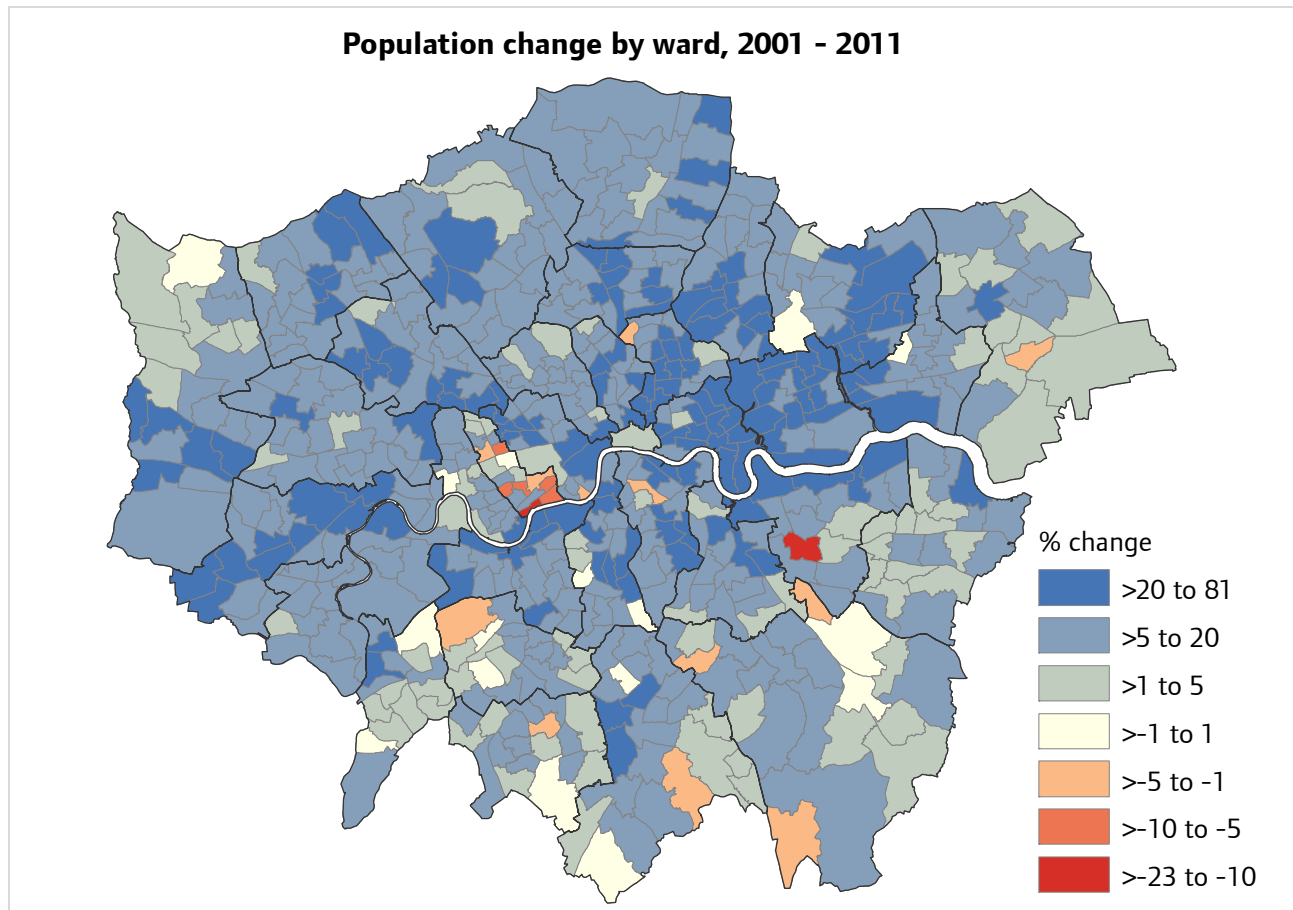 Population change by ward, 2001 - 2011
% change
>20 to 81
>5 to 20
>1 to 5
>-1 to 1
>-5 to -1
>-10 to -5
>-23 to -10